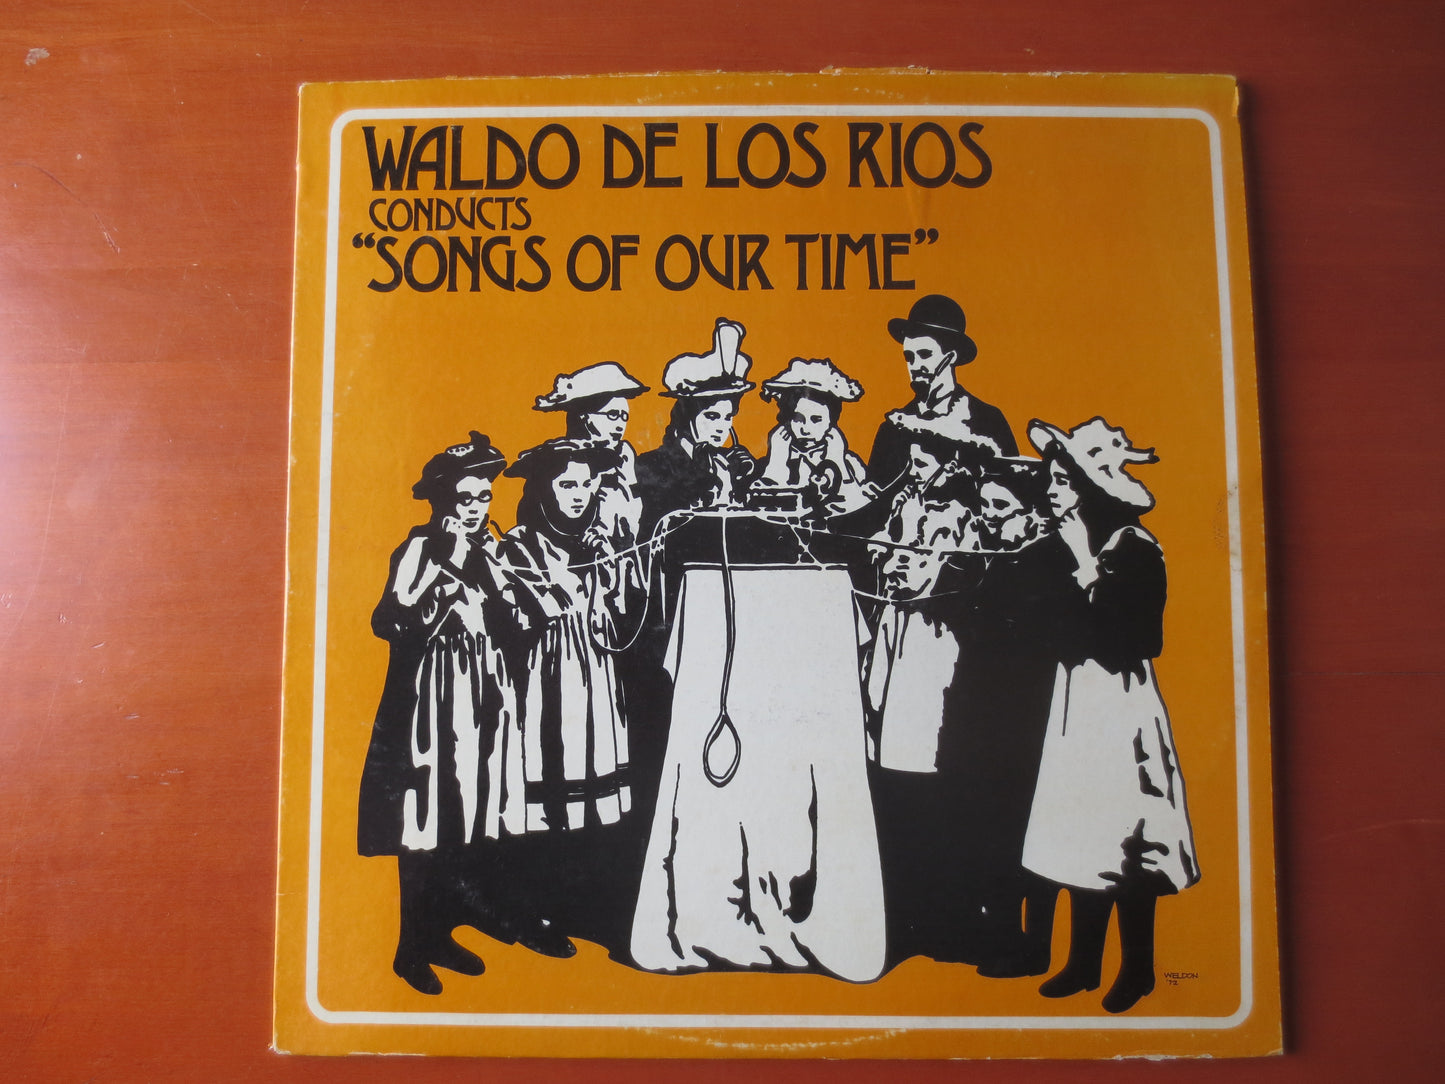 WALDO DE LOS RIOS
CONDUCTS
“SONGS OF OUR TIME”
WELDON
'72